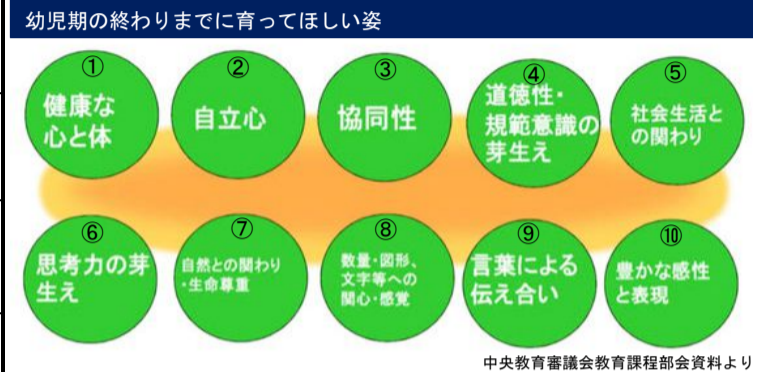 幼児期の終わりまでに育ってほしい姿
①
健康な
心と体
②
自立心
③
協同性
④
道徳性・
規範意識の
芽生え
⑤
社会生活と
の関わり
⑥
思考力の芽
生え
⑦
自然との関わり
・生命尊重
⑧
数量・図形、
文字等への
関心・感覚
⑨
言葉による
伝え合い
⑩
豊かな感性
と表現
中央教育審議会教育課程部会資料より